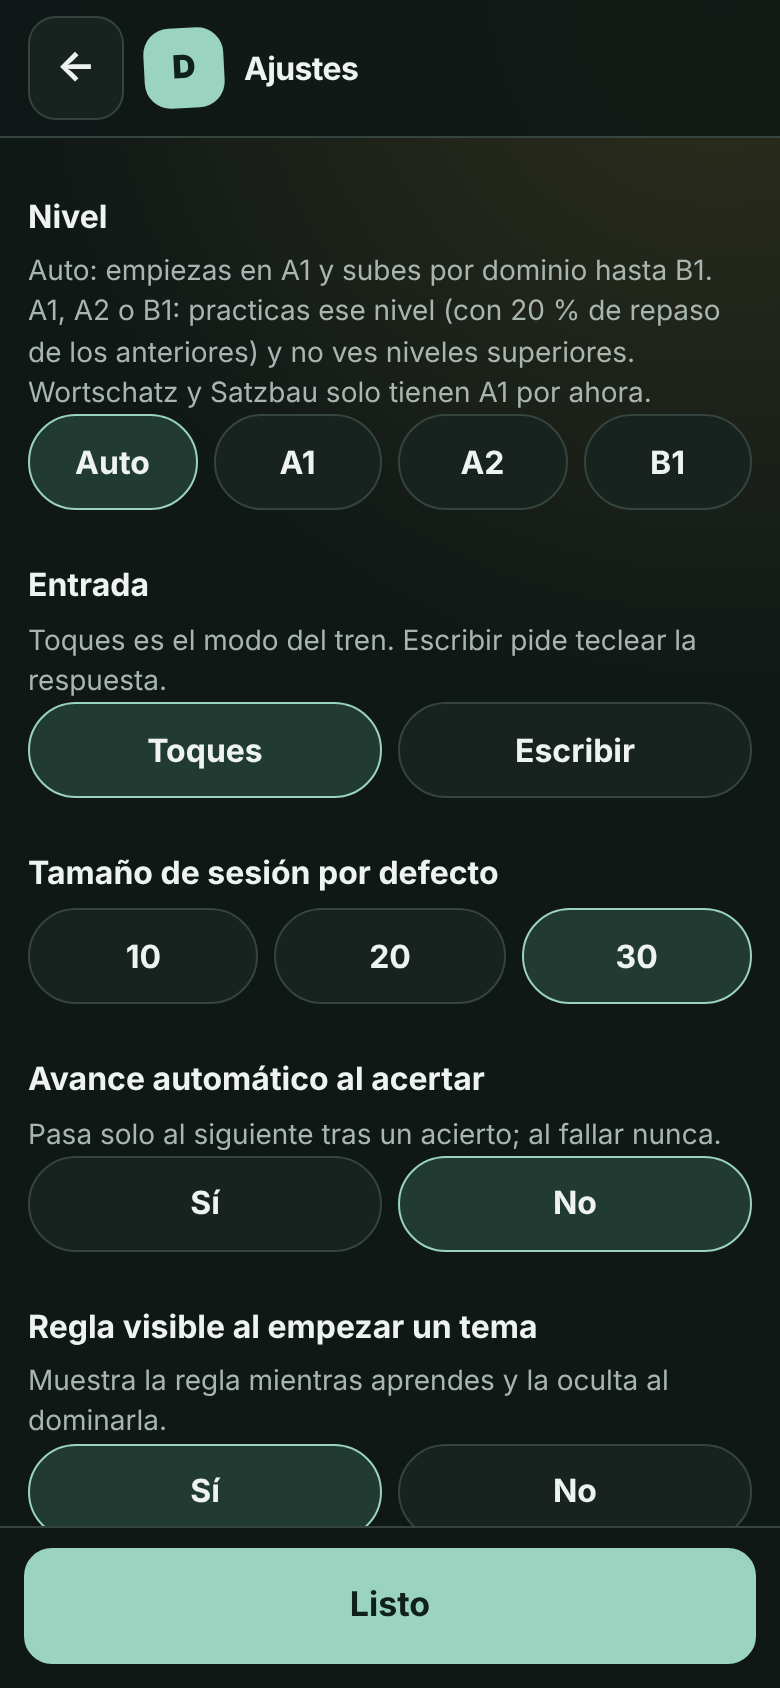 ←
D
Ajustes
Nivel
Auto: empiezas en A1 y subes por dominio hasta B1.
A1, A2 o B1: practicas ese nivel (con 20 % de repaso
de los anteriores) y no ves niveles superiores.
Wortschatz y Satzbau solo tienen A1 por ahora.
Auto
A1
A2
B1
Entrada
Toques es el modo del tren. Escribir pide teclear la
respuesta.
Toques
Escribir
Tamaño de sesión por defecto
10
20
30
Avance automático al acertar
Pasa solo al siguiente tras un acierto; al fallar nunca.
Sí
No
Regla visible al empezar un tema
Muestra la regla mientras aprendes y la oculta al
dominarla.
Sí
No
Listo